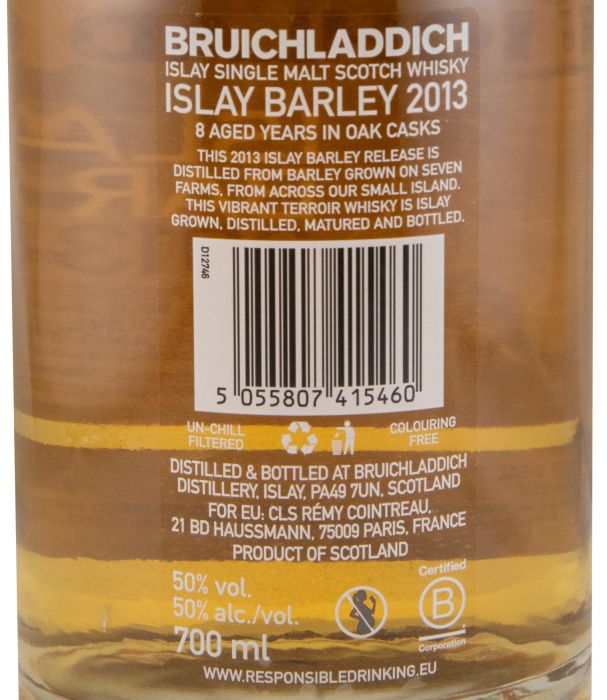 BRUICHLADDICH
ISLAY SINGLE MALT SCOTCH WHISKY
ISLAY BARLEY 2013
8 AGED YEARS IN OAK CASKS
THIS 2013 ISLAY BARLEY RELEASE IS
DISTILLED FROM BARLEY GROWN ON SEVEN
FARMS, FROM ACROSS OUR SMALL ISLAND.
THIS VIBRANT TERROIR WHISKY IS ISLAY
GROWN, DISTILLED, MATURED AND BOTTLED.
D12746
5 055807 415460
UN-CHILL
FILTERED
COLOURING
FREE
DISTILLED & BOTTLED AT BRUICHLADDICH
DISTILLERY, ISLAY, PA49 7UN, SCOTLAND
FOR EU: CLS RÉMY COINTREAU,
21 BD HAUSSMANN, 75009 PARIS, FRANCE
PRODUCT OF SCOTLAND
50% vol.
50% alc./vol.
700 ml
Certified
B
Corporation
WWW.RESPONSIBLEDRINKING.EU